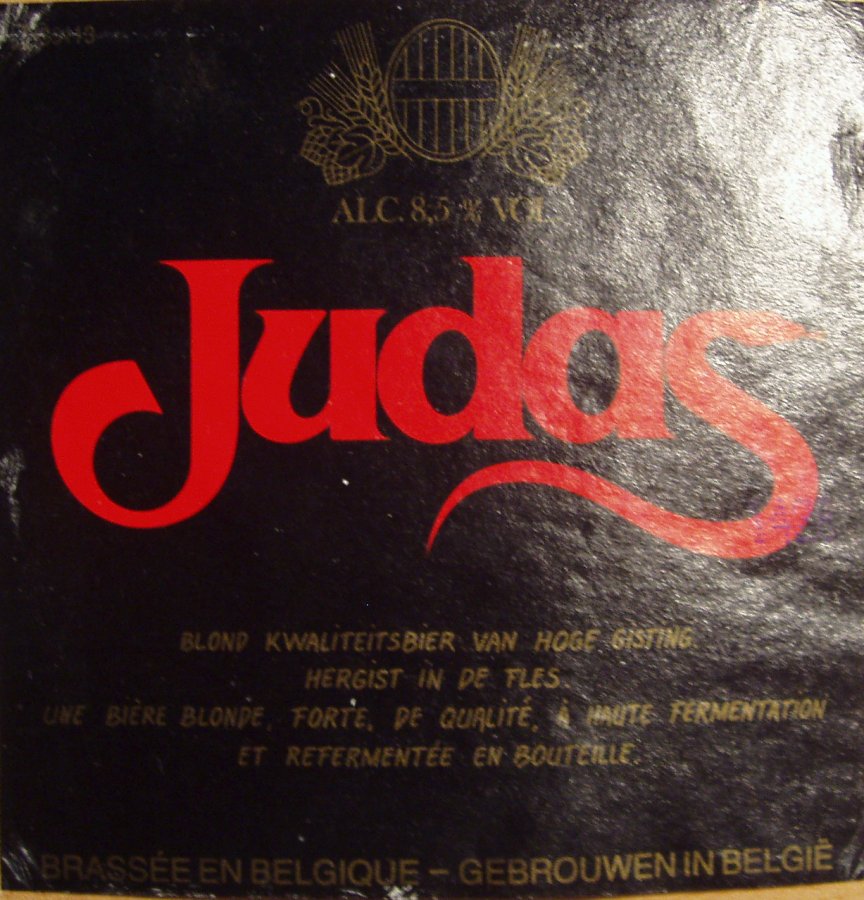 ALC. 8,5 % VOL.
Judas
BLOND KWALITEITSBIER VAN HOGE GISTING.
HERGIST IN DE FLES.
UNE BIÈRE BLONDE, FORTE, DE QUALITÉ, À HAUTE FERMENTATION
ET REFERMENTÉE EN BOUTEILLE.
BRASSÉE EN BELGIQUE – GEBROUWEN IN BELGIË